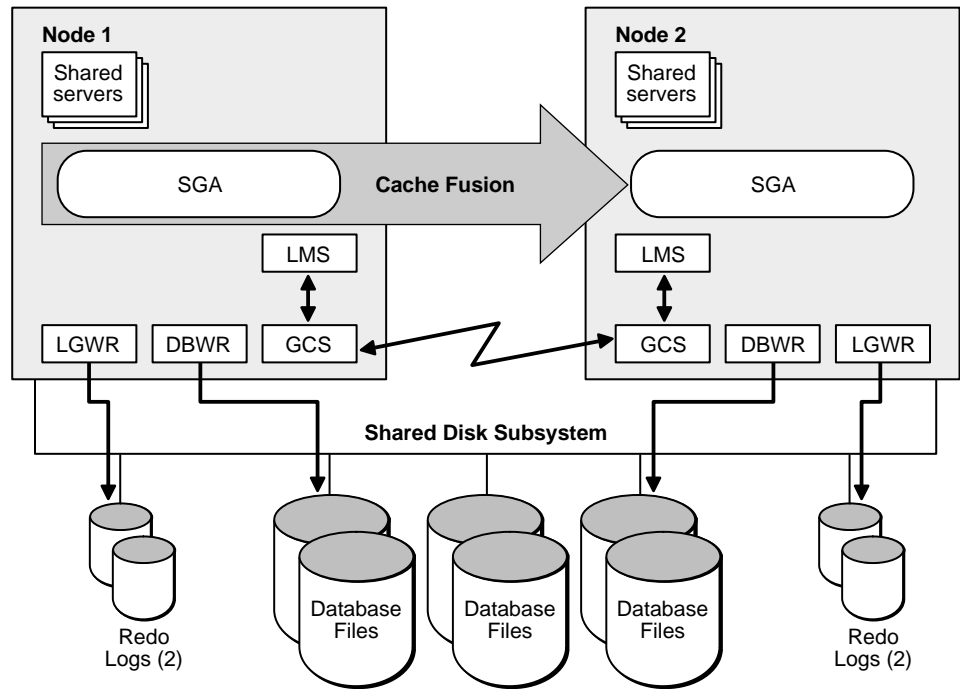 Node 1
Node 2
Shared
servers
Shared
servers
SGA
Cache Fusion
SGA
LMS
LMS
LGWR
DBWR
GCS
GCS
DBWR
LGWR
Shared Disk Subsystem
Database
Files
Database
Files
Database
Files
Redo
Logs (2)
Redo
Logs (2)